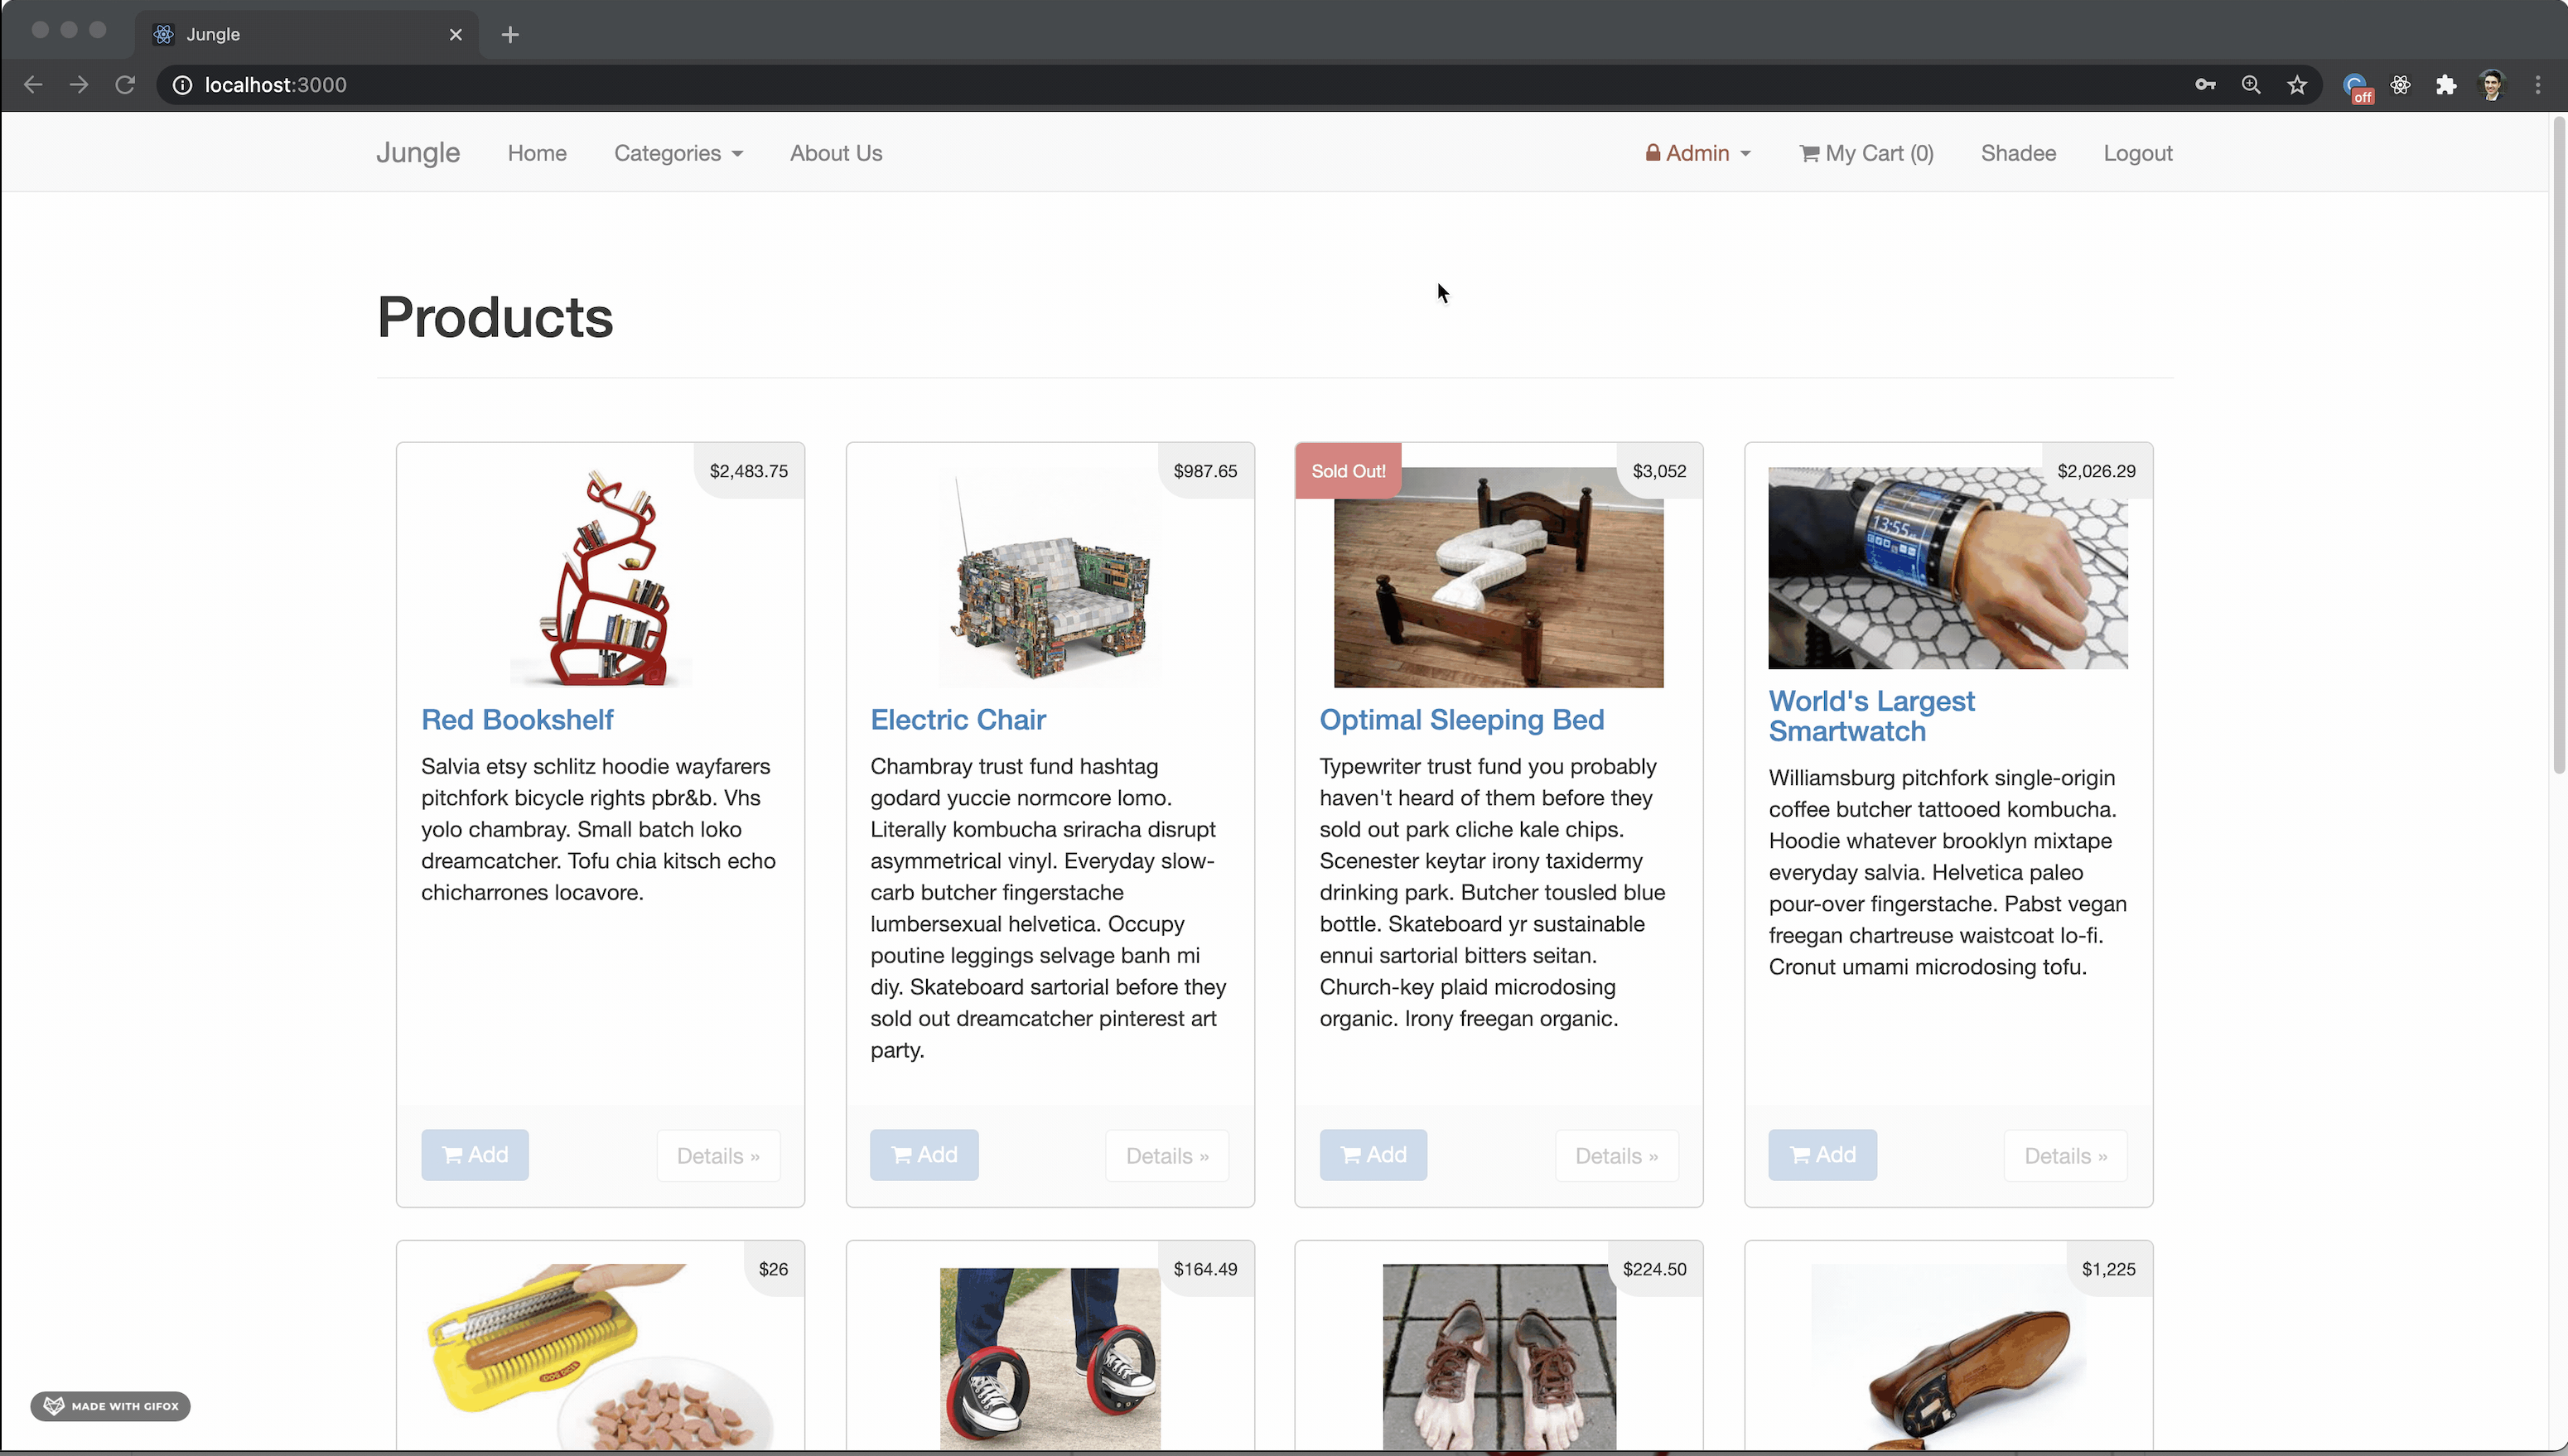 Jungle
localhost:3000
off
Jungle Home Categories About Us Admin My Cart (0) Shadee Logout
Products
$2,483.75
Red Bookshelf
Salvia etsy schlitz hoodie wayfarers
pitchfork bicycle rights pbr&b. Vhs
yolo chambray. Small batch loko
dreamcatcher. Tofu chia kitsch echo
chicharrones locavore.
Add Details »
$987.65
Electric Chair
Chambray trust fund hashtag
godard yuccie normcore lomo.
Literally kombucha sriracha disrupt
asymmetrical vinyl. Everyday slow-
carb butcher fingerstache
lumbersexual helvetica. Occupy
poutine leggings selvage banh mi
diy. Skateboard sartorial before they
sold out dreamcatcher pinterest art
party.
Add Details »
Sold Out! $3,052
Optimal Sleeping Bed
Typewriter trust fund you probably
haven't heard of them before they
sold out park cliche kale chips.
Scenester keytar irony taxidermy
drinking park. Butcher tousled blue
bottle. Skateboard yr sustainable
ennui sartorial bitters seitan.
Church-key plaid microdosing
organic. Irony freegan organic.
Add Details »
$2,026.29
13:55
World's Largest
Smartwatch
Williamsburg pitchfork single-origin
coffee butcher tattooed kombucha.
Hoodie whatever brooklyn mixtape
everyday salvia. Helvetica paleo
pour-over fingerstache. Pabst vegan
freegan chartreuse waistcoat lo-fi.
Cronut umami microdosing tofu.
Add Details »
$26
$164.49
$224.50
$1,225
MADE WITH GIFOX